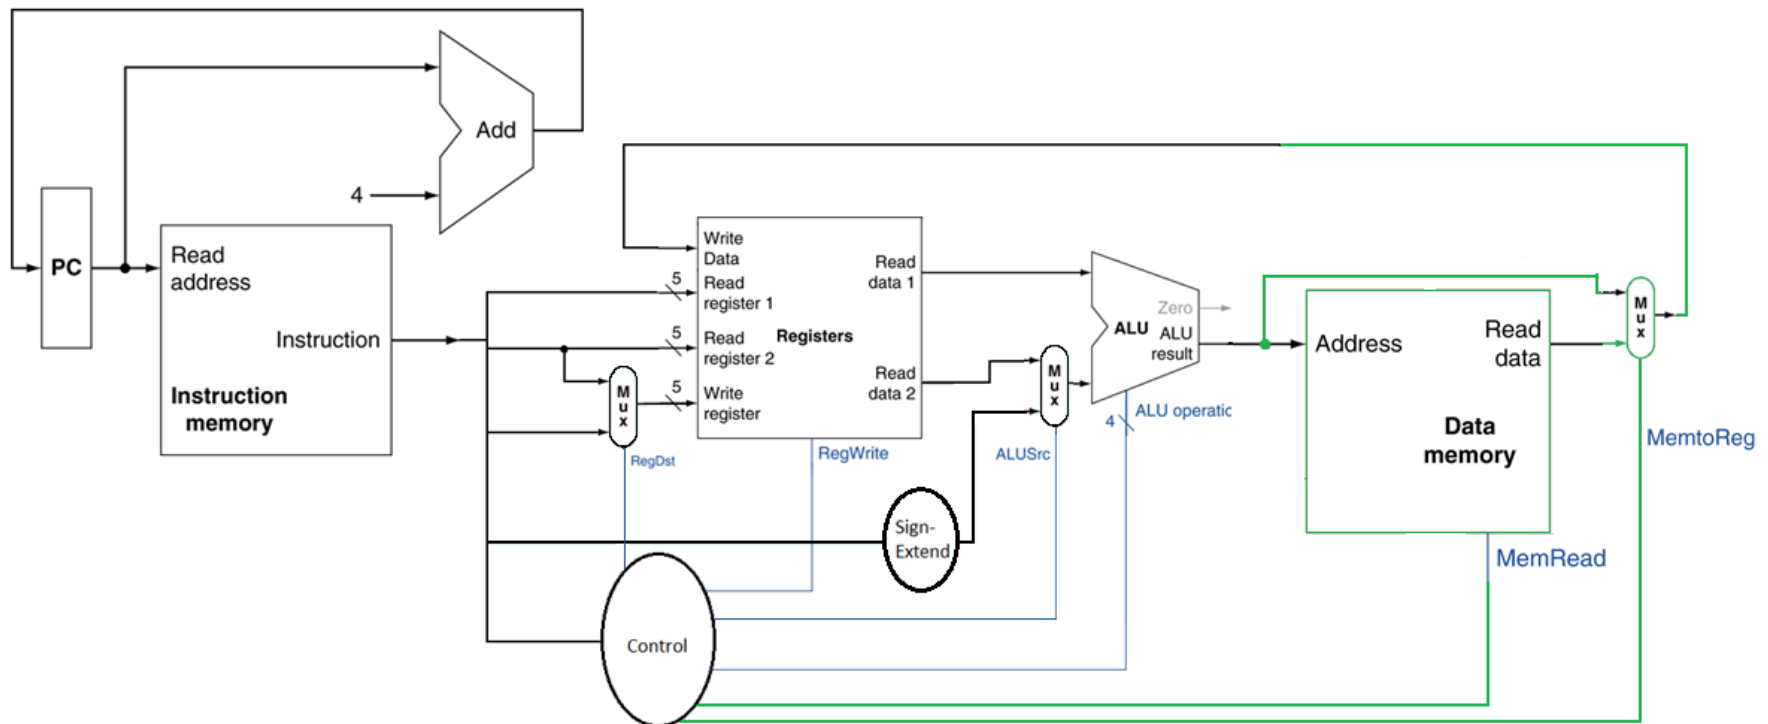 Add
4
PC
Read
address
Instruction
Instruction
memory
Write
Data
5
Read
register 1
5
Read
register 2
5
Write
register
Registers
Read
data 1
Read
data 2
M
u
x
RegDst
RegWrite
M
u
x
ALUSrc
Zero
ALU
ALU
result
4
ALU operatic
Address
Read
data
Data
memory
M
u
x
MemtoReg
MemRead
Sign-
Extend
Control